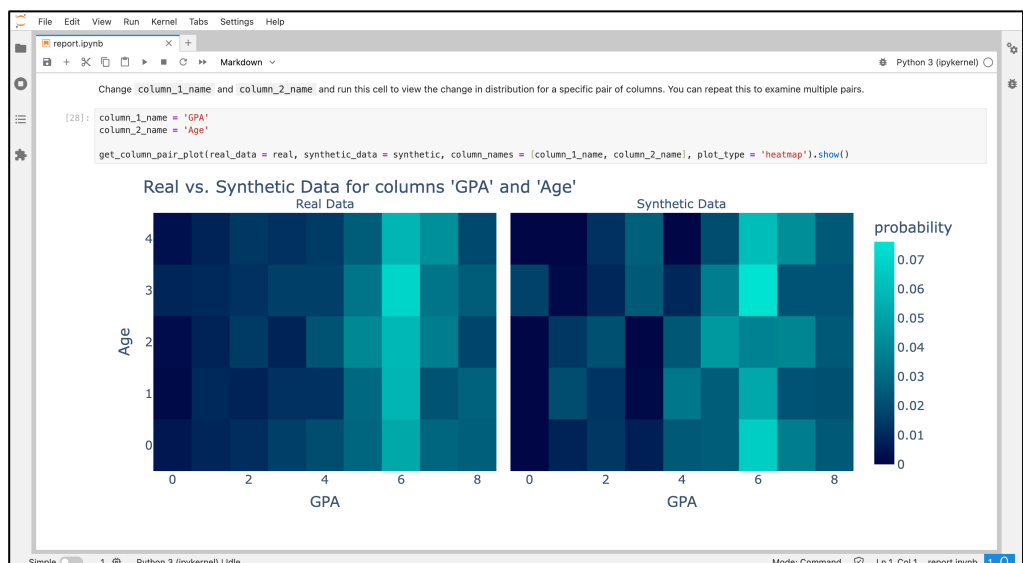 File Edit View Run Kernel Tabs Settings Help
report.ipynb
Markdown
Python 3 (ipykernel)
Change column_1_name and column_2_name and run this cell to view the change in distribution for a specific pair of columns. You can repeat this to examine multiple pairs.
[28]: column_1_name = 'GPA'
column_2_name = 'Age'
get_column_pair_plot(real_data = real, synthetic_data = synthetic, column_names = [column_1_name, column_2_name], plot_type = 'heatmap').show()
Real vs. Synthetic Data for columns 'GPA' and 'Age'
Real Data Synthetic Data
probability
4
3
2
1
0
Age
0 2 4 6 8
GPA
0 2 4 6 8
GPA
0.07
0.06
0.05
0.04
0.03
0.02
0.01
0
Simple 1 Python 3 (ipykernel) | Idle Mode: Command Ln 1, Col 1 report.ipynb 1